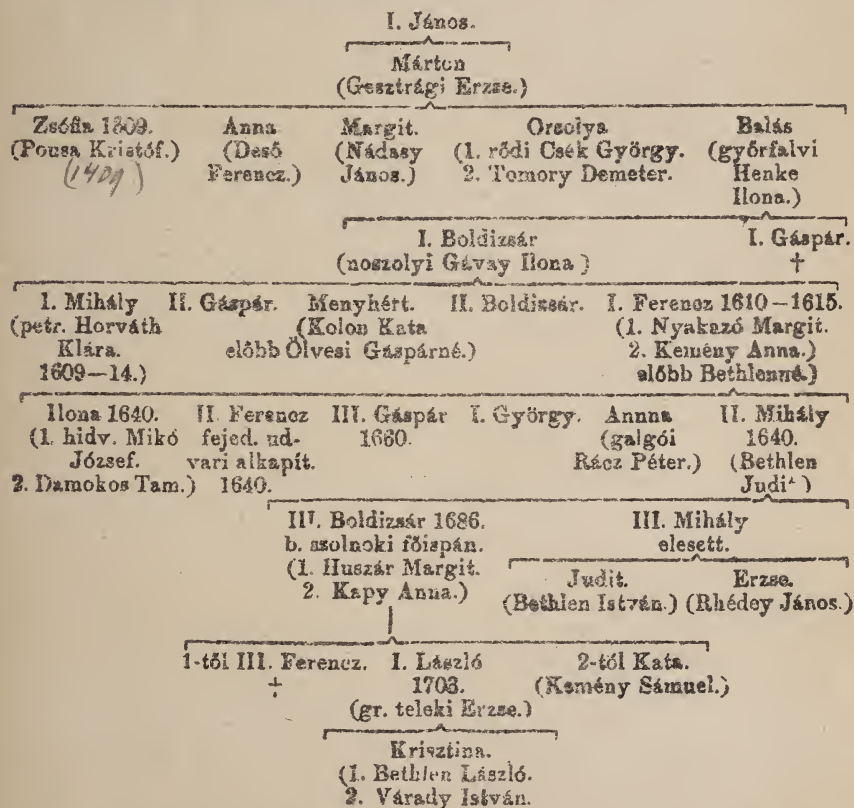 I. János.
Márton
(Gesztrági Erzse.)
Zsófia 1309. Anna Margit. Orsolya Balás
(Pousa Kristóf.) (Desö (Nádasy (1. rődi Csék György. (győrfalvi
(1409) Ferencz.) János.) 2. Tomory Demeter. Henke
Ilona.)
I. Boldizsár I. Gáspár.
(noszolyi Gávay Ilona) †
I. Mihály II. Gáspár. Menyhért. II. Boldizsár. I. Ferencz 1610—1615.
(petr. Horváth (Kolon Kata (1. Nyakazó Margit.
Klára. előbb Ölvesi Gáspárné.) 2. Kemény Anna.)
1609—14.) előbb Bethlenné.)
Ilona 1640. II. Ferencz III. Gáspár I. György. Annna II. Mihály
(1. hidv. Mikó fejed. ud- 1660. (galgói 1640.
József. vari alkapít. Rácz Péter.) (Bethlen
2. Damokos Tam.) 1640. Judit)
III. Boldizsár 1686. III. Mihály
b. szolnoki főispán. elesett.
(1. Huszár Margit. Judit. Erzse.
2. Kapy Anna.) (Bethlen István.) (Rhédey János.)
1-től III. Ferencz. I. László 2-től Kata.
† 1703. (Kemény Sámuel.)
(gr. teleki Erzse.)
Krisztina.
(1. Bethlen László.
2. Várady István.